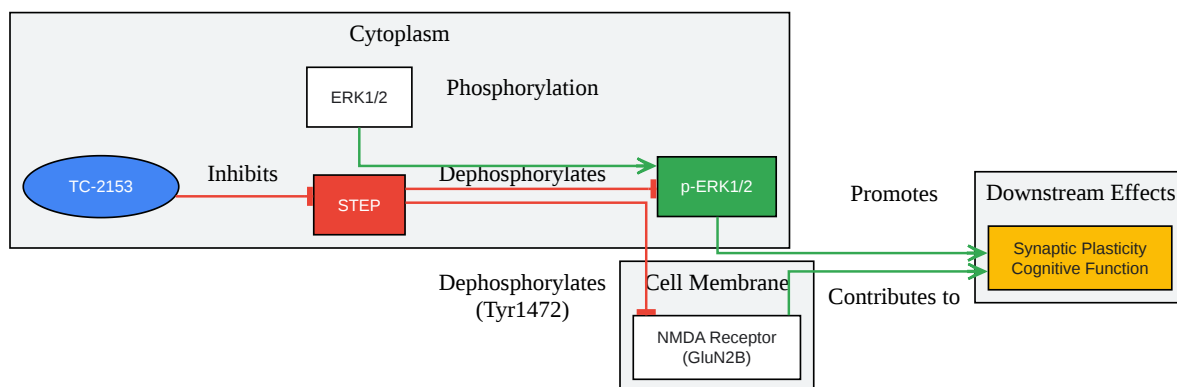 Cytoplasm
ERK1/2
Phosphorylation
TC-2153
Inhibits
STEP
Dephosphorylates
p-ERK1/2
Promotes
Downstream Effects
Synaptic Plasticity
Cognitive Function
Dephosphorylates
(Tyr1472)
Cell Membrane
Contributes to
NMDA Receptor
(GluN2B)